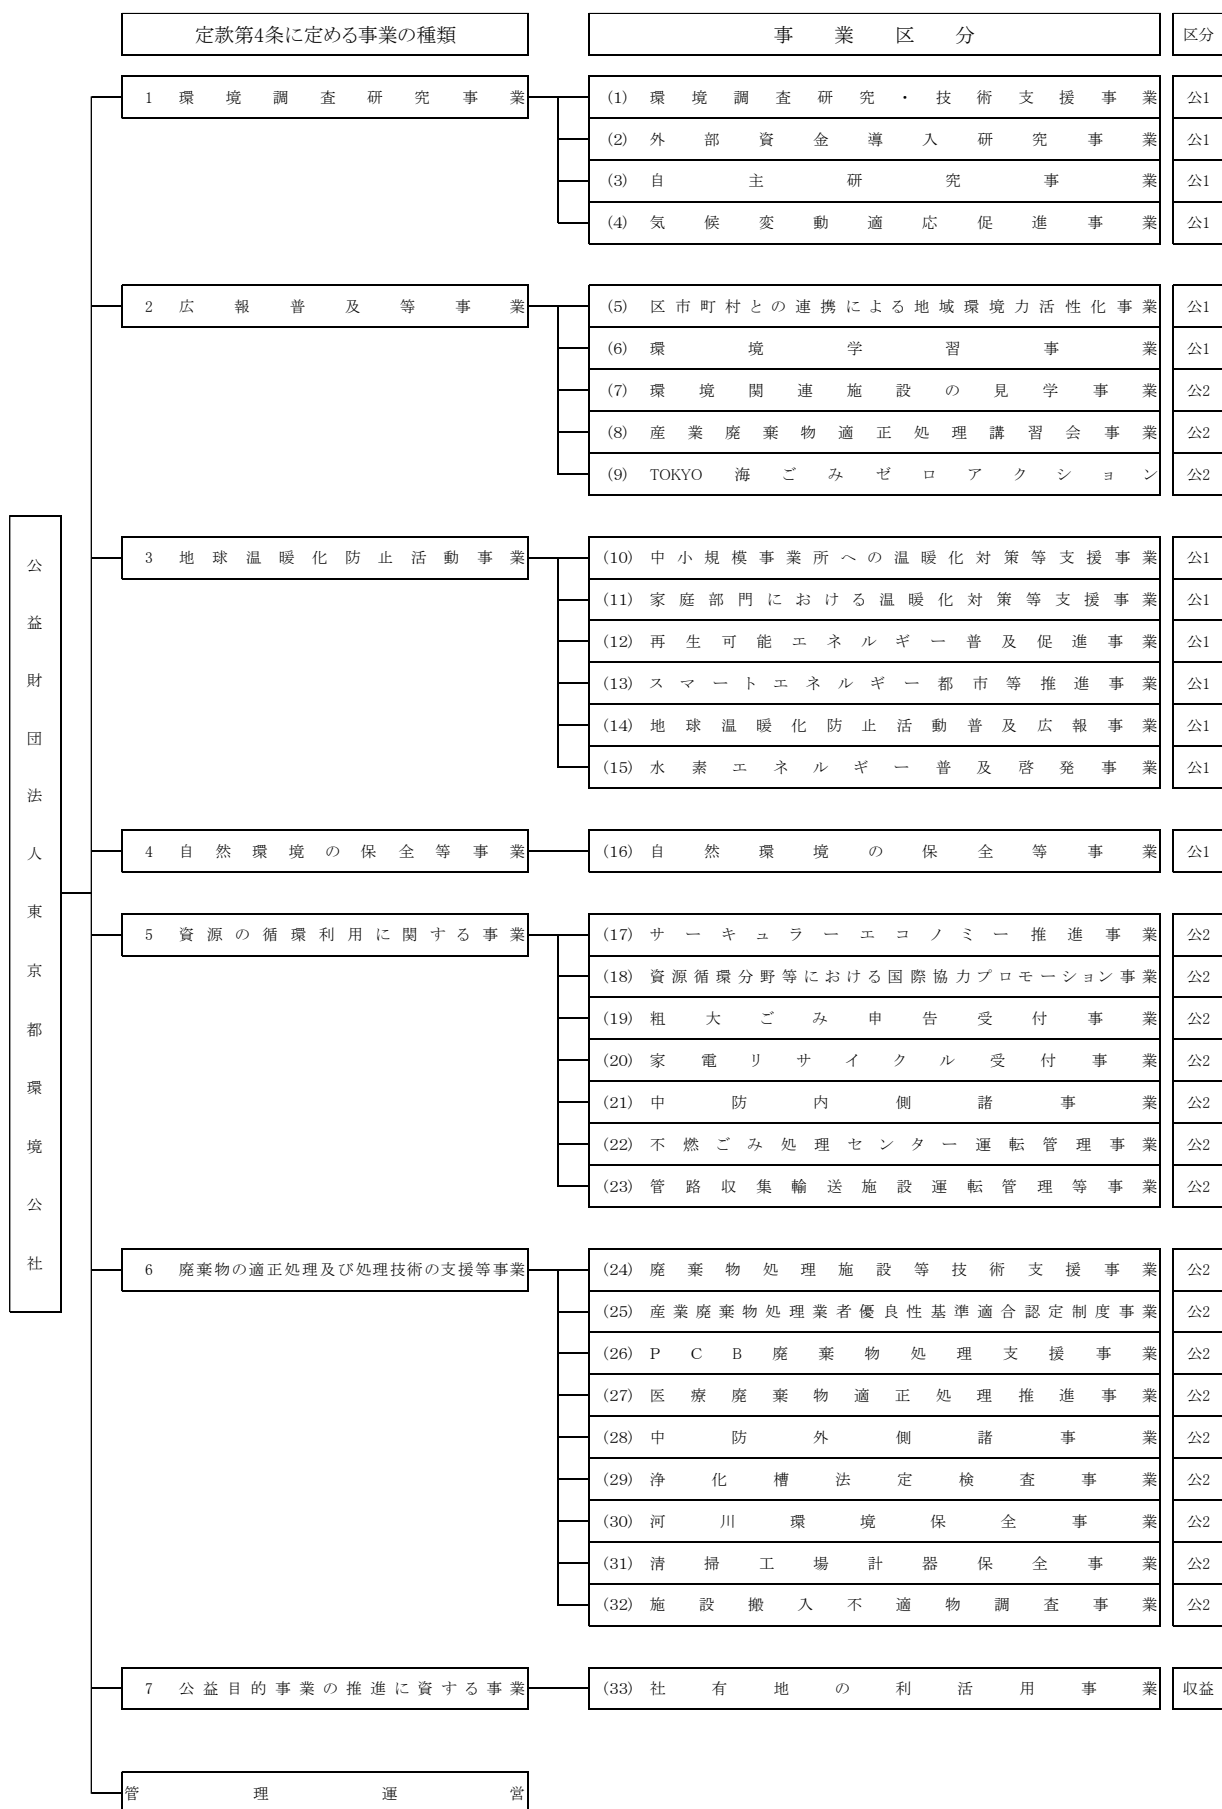 定款第4条に定める事業の種類 事業区分 区分
公益財団法人東京都環境公社
1 環境調査研究事業
(1) 環境調査研究・技術支援事業 公1
(2) 外部資金導入研究事業 公1
(3) 自主研究事業 公1
(4) 気候変動適応促進事業 公1
2 広報普及等事業
(5) 区市町村との連携による地域環境力活性化事業 公1
(6) 環境学習事業 公1
(7) 環境関連施設の見学事業 公2
(8) 産業廃棄物適正処理講習会事業 公2
(9) TOKYO海ごみゼロアクション 公2
3 地球温暖化防止活動事業
(10) 中小規模事業所への温暖化対策等支援事業 公1
(11) 家庭部門における温暖化対策等支援事業 公1
(12) 再生可能エネルギー普及促進事業 公1
(13) スマートエネルギー都市等推進事業 公1
(14) 地球温暖化防止活動普及広報事業 公1
(15) 水素エネルギー普及啓発事業 公1
4 自然環境の保全等事業
(16) 自然環境の保全等事業 公1
5 資源の循環利用に関する事業
(17) サーキュラーエコノミー推進事業 公2
(18) 資源循環分野等における国際協力プロモーション事業 公2
(19) 粗大ごみ申告受付事業 公2
(20) 家電リサイクル受付事業 公2
(21) 中防内側諸事業 公2
(22) 不燃ごみ処理センター運転管理事業 公2
(23) 管路収集輸送施設運転管理等事業 公2
6 廃棄物の適正処理及び処理技術の支援等事業
(24) 廃棄物処理施設等技術支援事業 公2
(25) 産業廃棄物処理業者優良性基準適合認定制度事業 公2
(26) PCB廃棄物処理支援事業 公2
(27) 医療廃棄物適正処理推進事業 公2
(28) 中防外側諸事業 公2
(29) 浄化槽法定検査事業 公2
(30) 河川環境保全事業 公2
(31) 清掃工場計器保全事業 公2
(32) 施設搬入不適物調査事業 公2
7 公益目的事業の推進に資する事業
(33) 社有地の利活用事業 収益
管理運営